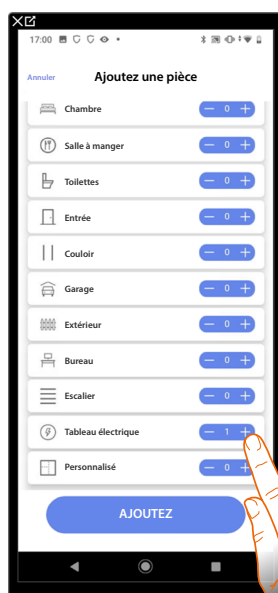 17:00
Annuler Ajoutez une pièce
Chambre — 0 +
Salle à manger — 0 +
Toilettes — 0 +
Entrée — 0 +
Couloir — 0 +
Garage — 0 +
Extérieur — 0 +
Bureau — 0 +
Escalier — 0 +
Tableau électrique — 1 +
Personnalisé — 0 +
AJOUTEZ